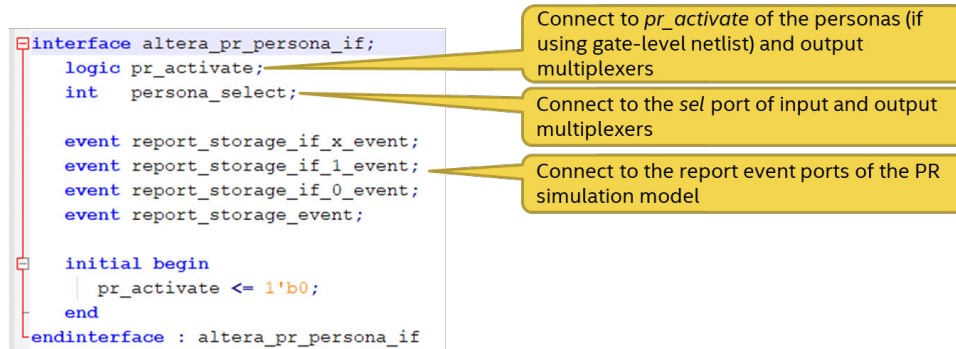 interface altera_pr_persona_if;
logic pr_activate;
int persona_select;
event report_storage_if_x_event;
event report_storage_if_1_event;
event report_storage_if_0_event;
event report_storage_event;
initial begin
pr_activate <= 1'b0;
end
endinterface : altera_pr_persona_if
Connect to pr_activate of the personas (if
using gate-level netlist) and output
multiplexers
Connect to the sel port of input and output
multiplexers
Connect to the report event ports of the PR
simulation model